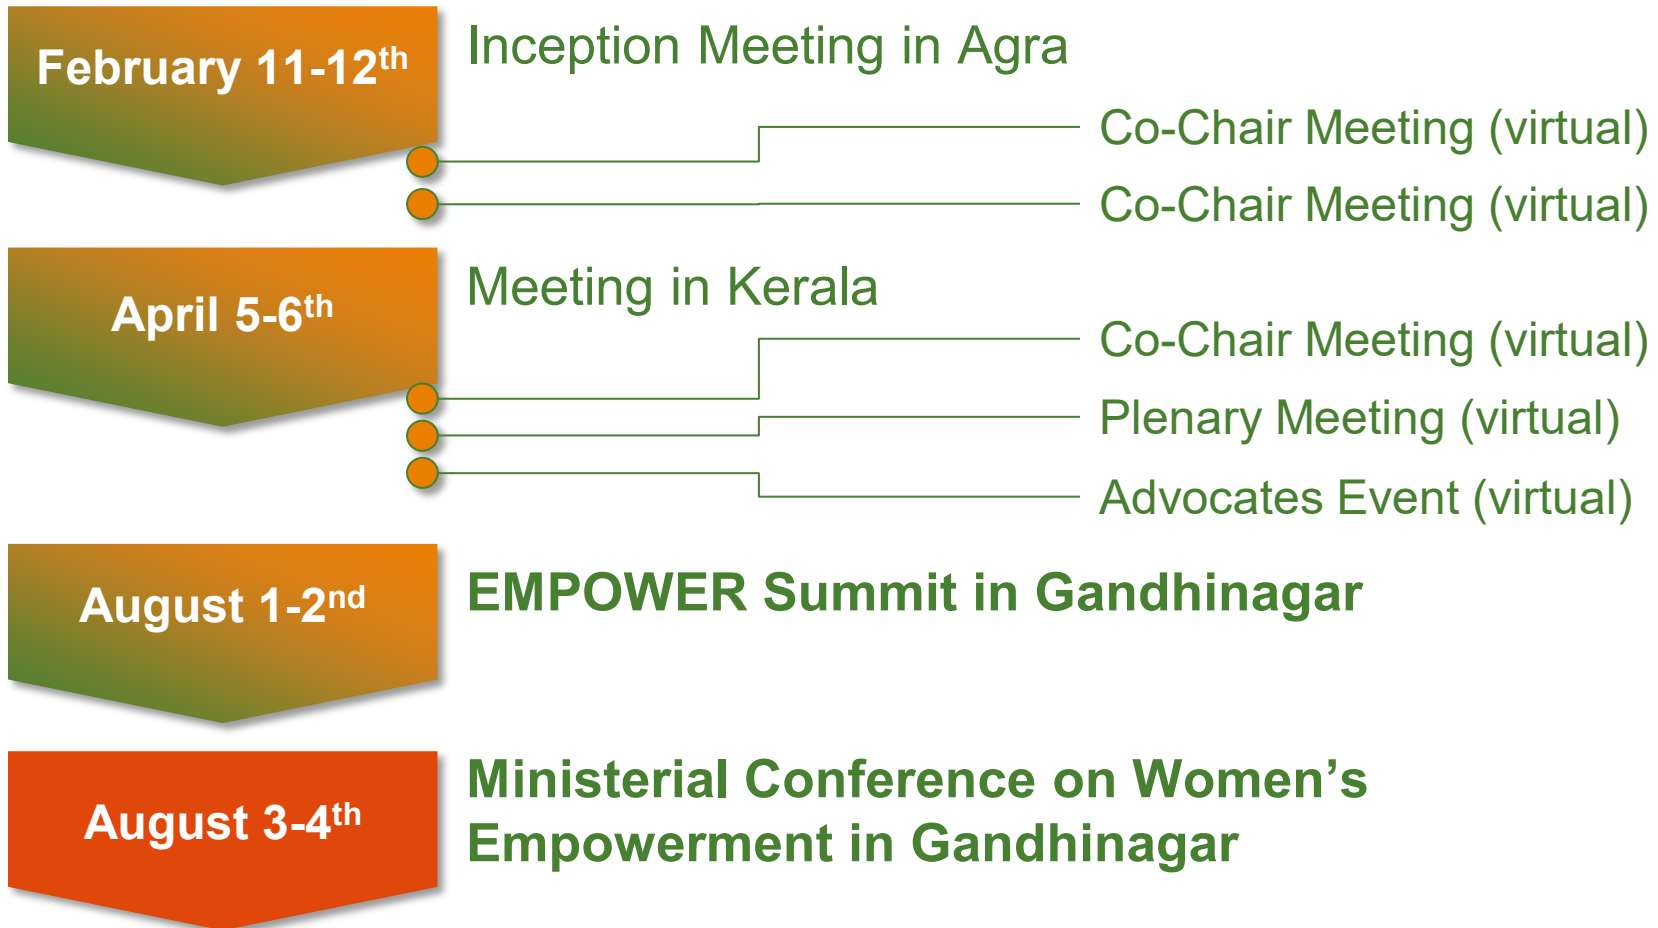 February 11-12th
Inception Meeting in Agra
Co-Chair Meeting (virtual)
Co-Chair Meeting (virtual)
April 5-6th
Meeting in Kerala
Co-Chair Meeting (virtual)
Plenary Meeting (virtual)
Advocates Event (virtual)
August 1-2nd
EMPOWER Summit in Gandhinagar
August 3-4th
Ministerial Conference on Women’s
Empowerment in Gandhinagar